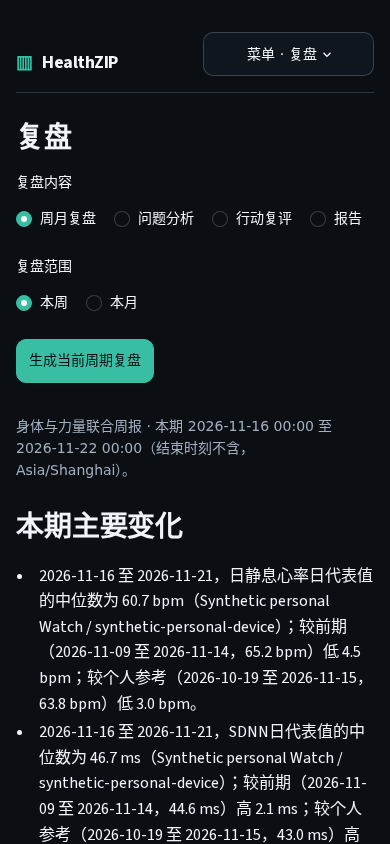 HealthZIP
菜单 · 复盘
复盘
复盘内容
周月复盘 问题分析 行动复评 报告
复盘范围
本周 本月
生成当前周期复盘
身体与力量联合周报 · 本期 2026-11-16 00:00 至
2026-11-22 00:00（结束时刻不含，
Asia/Shanghai）。
本期主要变化
2026-11-16 至 2026-11-21，日静息心率日代表值
的中位数为 60.7 bpm（Synthetic personal
Watch / synthetic-personal-device）；较前期
（2026-11-09 至 2026-11-14，65.2 bpm）低 4.5
bpm；较个人参考（2026-10-19 至 2026-11-15，
63.8 bpm）低 3.0 bpm。
2026-11-16 至 2026-11-21，SDNN日代表值的中
位数为 46.7 ms（Synthetic personal Watch /
synthetic-personal-device）；较前期（2026-11-
09 至 2026-11-14，44.6 ms）高 2.1 ms；较个人
参考（2026-10-19 至 2026-11-15，43.0 ms）高